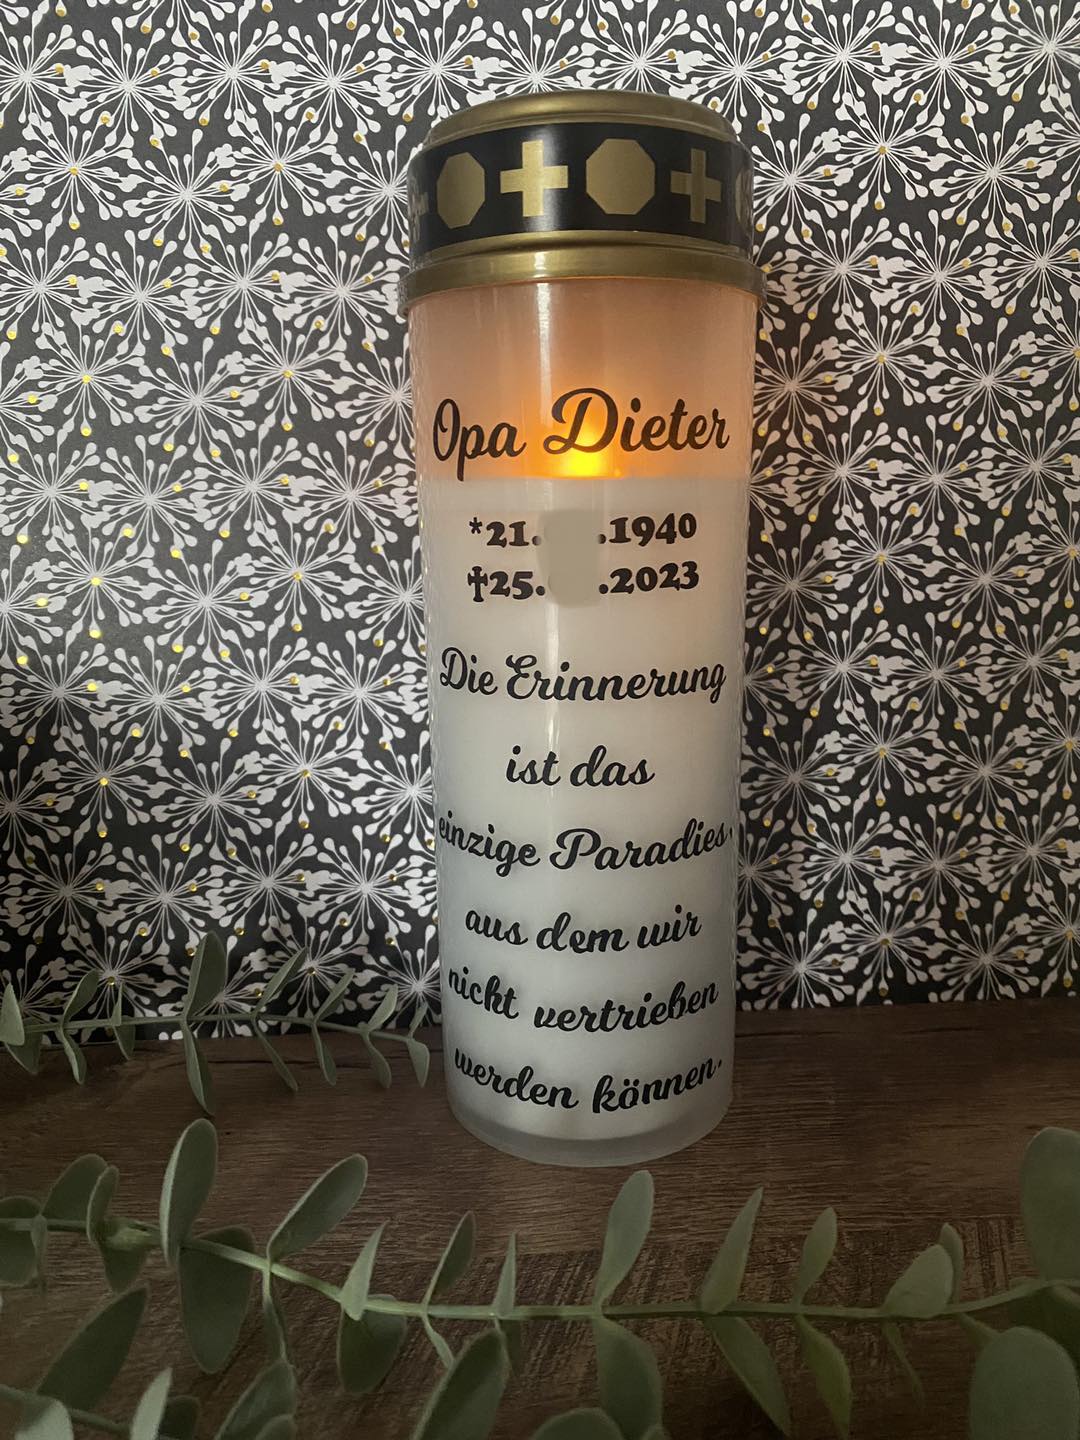 Opa Dieter
*21. .1940
✝25. .2023
Die Erinnerung
ist das
einzige Paradies,
aus dem wir
nicht vertrieben
werden können.